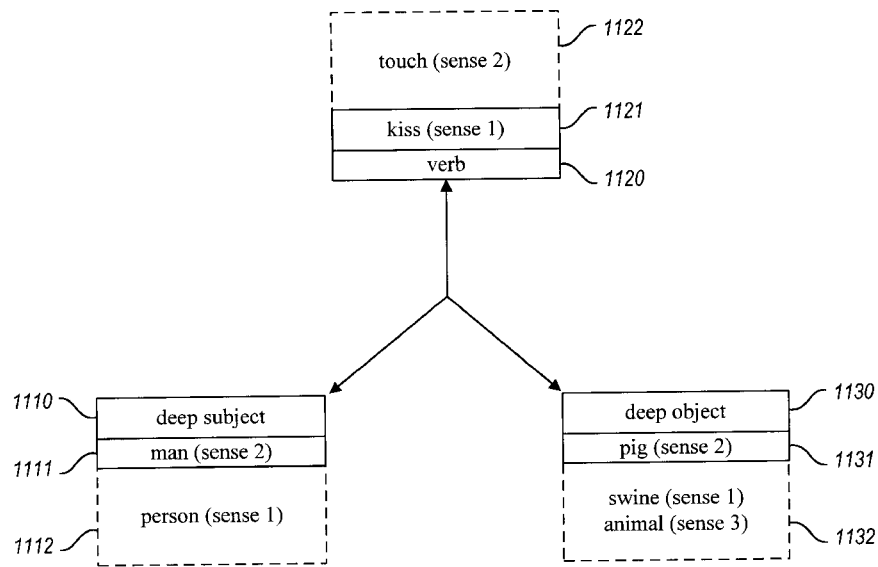 1122
touch (sense 2)
1121
kiss (sense 1)
verb
1120
1110
deep subject
1111
man (sense 2)
person (sense 1)
1112
1130
deep object
pig (sense 2)
1131
swine (sense 1)
animal (sense 3)
1132